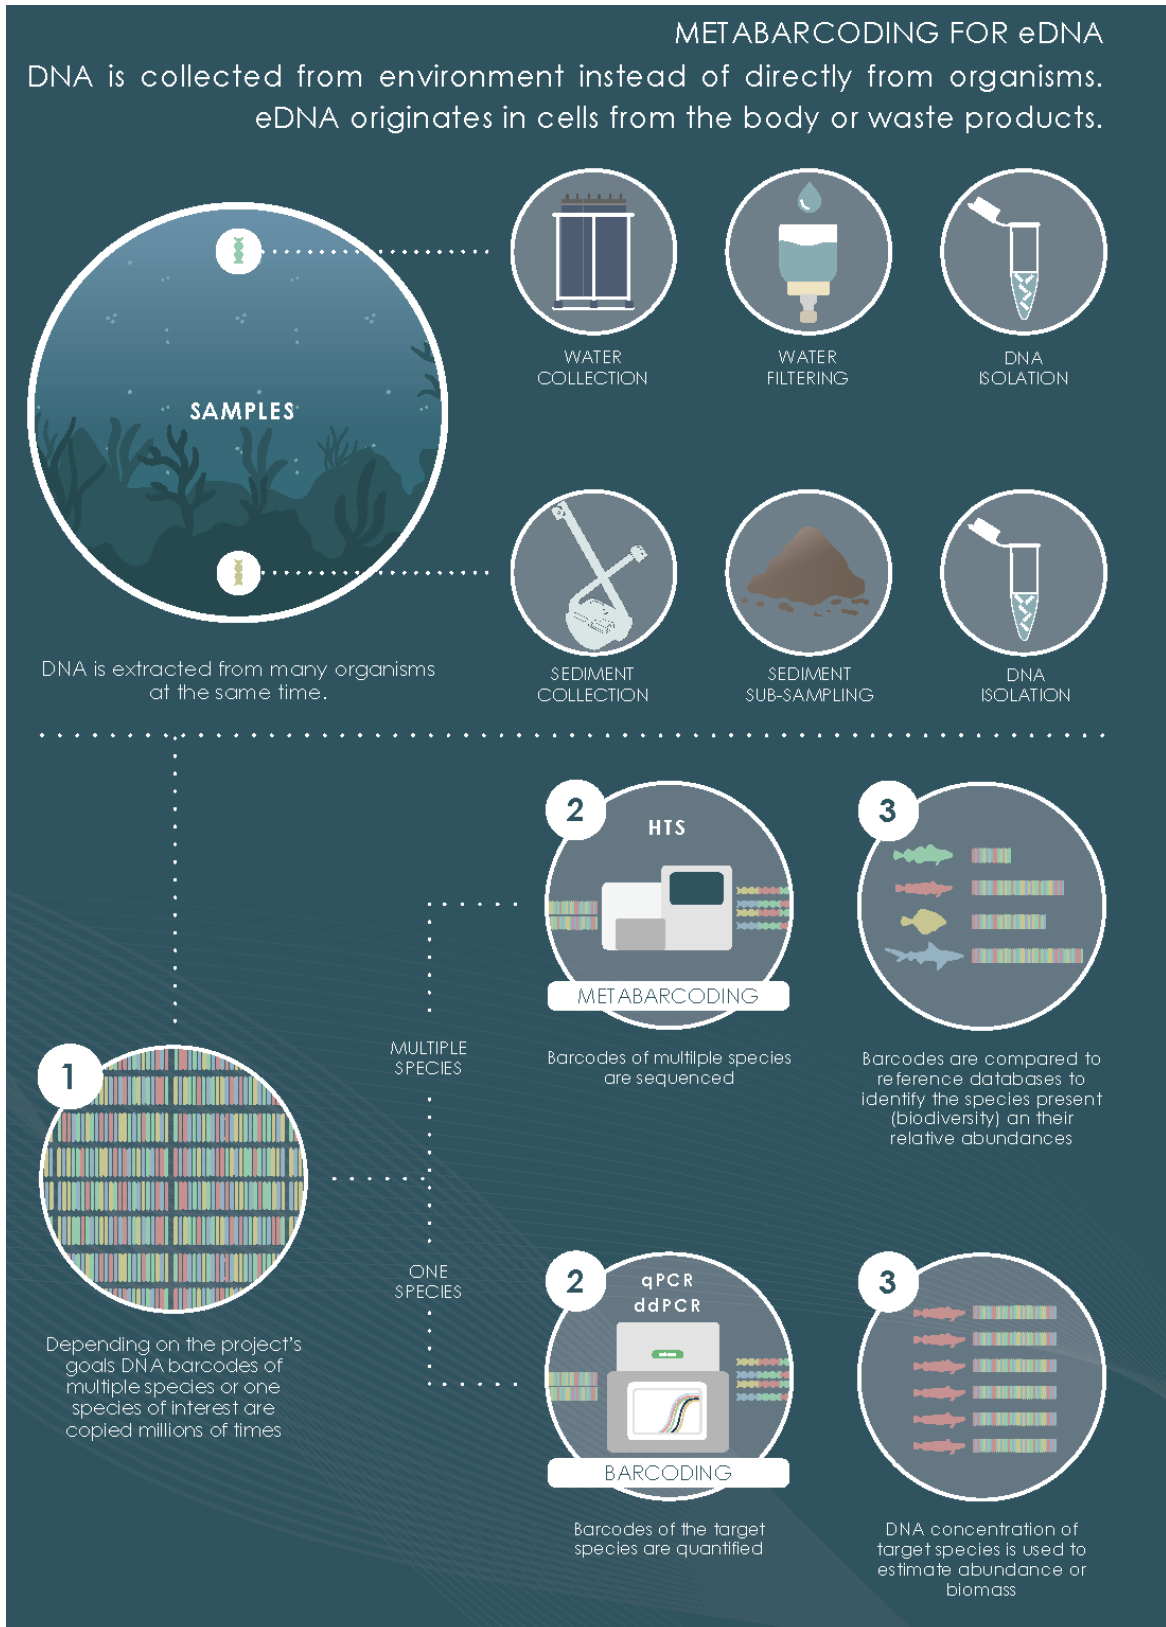 METABARCODING FOR eDNA
DNA is collected from environment instead of directly from organisms.
eDNA originates in cells from the body or waste products.
SAMPLES
WATER
COLLECTION
WATER
FILTERING
DNA
ISOLATION
SEDIMENT
COLLECTION
SEDIMENT
SUB-SAMPLING
DNA
ISOLATION
DNA is extracted from many organisms
at the same time.
1
Depending on the project's
goals DNA barcodes of
multiple species or one
species of interest are
copied millions of times
MULTIPLE
SPECIES
2
HTS
METABARCODING
Barcodes of multilple species
are sequenced
3
Barcodes are compared to
reference databases to
identify the species present
(biodiversity) an their
relative abundances
ONE
SPECIES
2
qPCR
ddPCR
BARCODING
Barcodes of the target
species are quantified
3
DNA concentration of
target species is used to
estimate abundance or
biomass